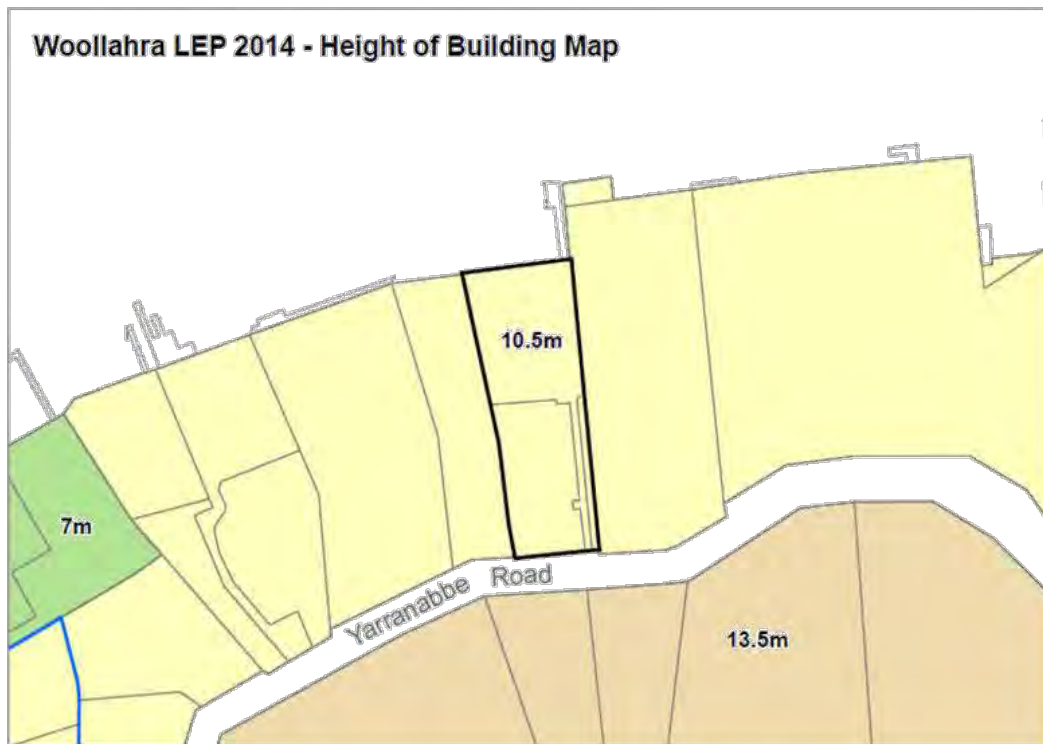 Woollahra LEP 2014 - Height of Building Map
10.5m
7m
Yarranabbe Road
13.5m